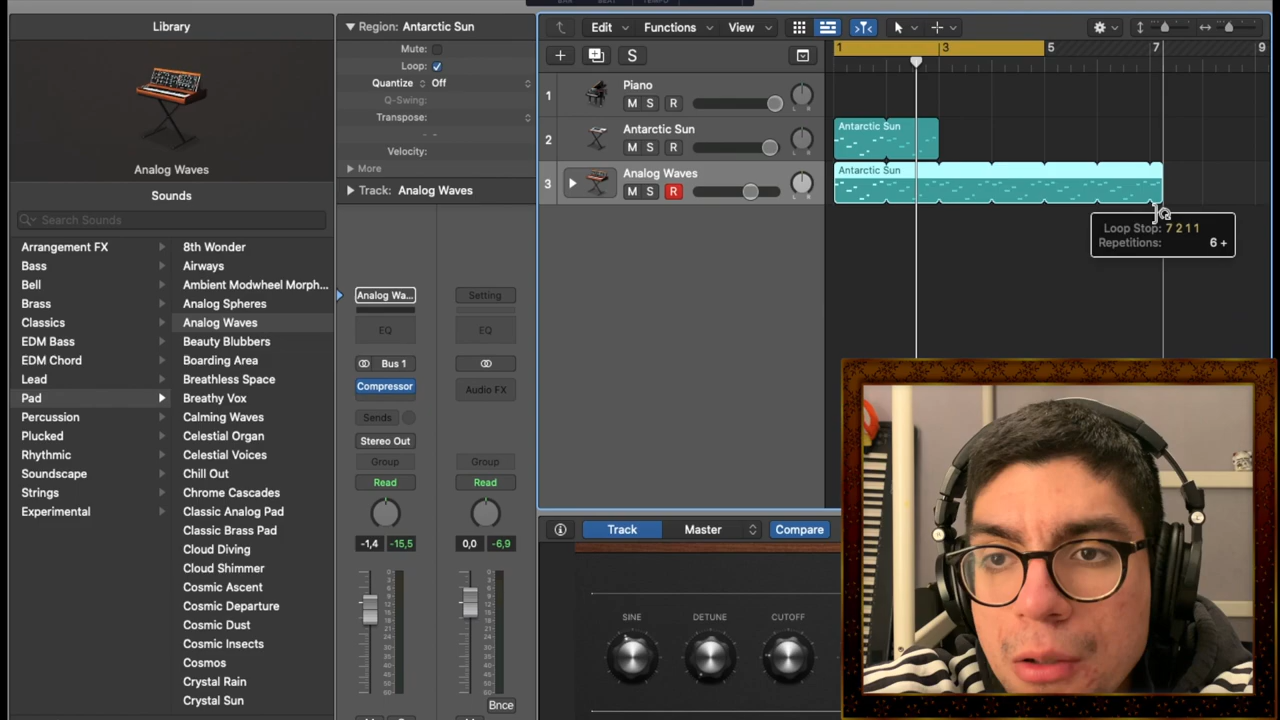 Library
Analog Waves
Sounds
Search Sounds
Arrangement FX
Bass
Bell
Brass
Classics
EDM Bass
EDM Chord
Lead
Pad
Percussion
Plucked
Rhythmic
Soundscape
Strings
Experimental
8th Wonder
Airways
Ambient Modwheel Morph...
Analog Spheres
Analog Waves
Beauty Blubbers
Boarding Area
Breathless Space
Breathy Vox
Calming Waves
Celestial Organ
Celestial Voices
Chill Out
Chrome Cascades
Classic Analog Pad
Classic Brass Pad
Cloud Diving
Cloud Shimmer
Cosmic Ascent
Cosmic Departure
Cosmic Dust
Cosmic Insects
Cosmos
Crystal Rain
Crystal Sun
Region: Antarctic Sun
Mute:
Loop:
Quantize Off
Q-Swing:
Transpose:
Velocity:
More
Track: Analog Waves
Analog Wa...
EQ
Bus 1
Compressor
Sends
Stereo Out
Group
Read
-1,4 -15,5
Setting
EQ
Audio FX
Group
Read
0,0 -6,9
Bnce
Edit Functions View
S
1 3 5 7 9
1 Piano
M S R
2 Antarctic Sun
M S R
3 Analog Waves
M S R
Antarctic Sun
Antarctic Sun
Loop Stop: 7 2 1 1
Repetitions: 6 +
Track Master Compare
SINE DETUNE CUTOFF